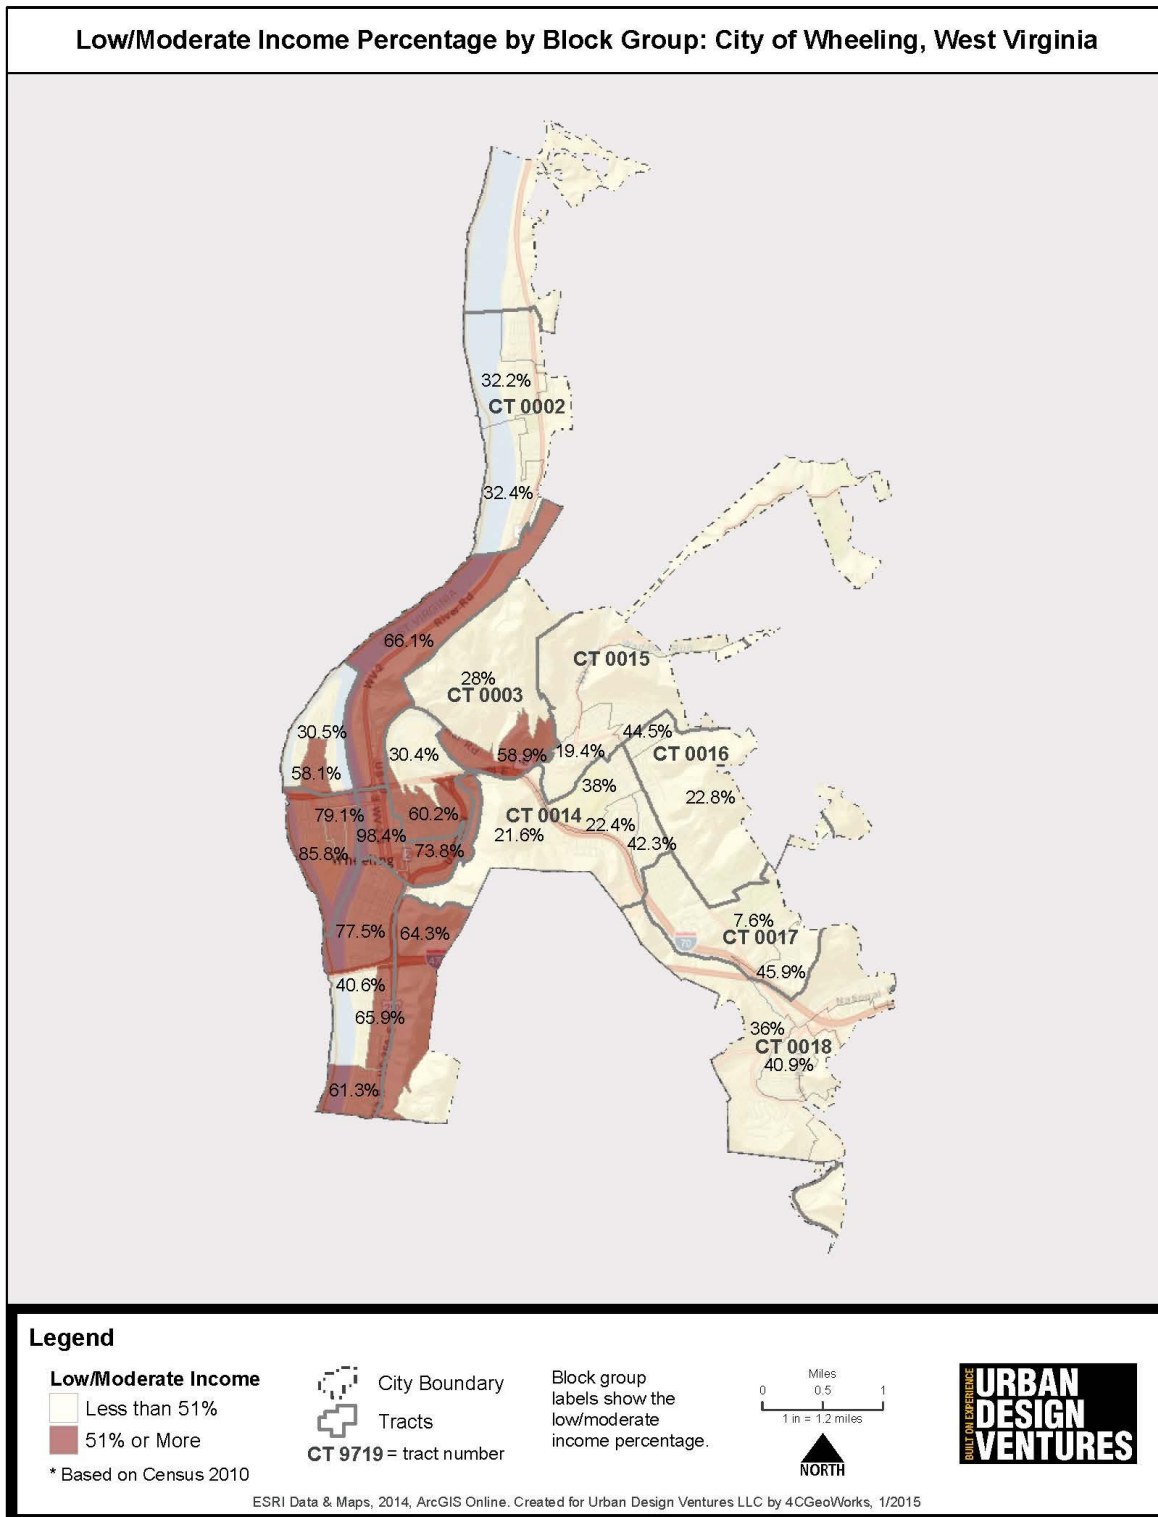 Low/Moderate Income Percentage by Block Group: City of Wheeling, West Virginia
32.2%
CT 0002
32.4%
River Rd
66.1%
WV-2
CT 0015
28%
CT 0003
30.5%
44.5%
30.4%
58.9%
19.4%
CT 0016
58.1%
38%
22.8%
79.1%
60.2%
CT 0014
98.4%
21.6%
22.4%
85.8%
Wheeling
73.8%
42.3%
77.5%
64.3%
7.6%
CT 0017
70
45.9%
40.6%
National
65.9%
36%
CT 0018
40.9%
61.3%
Legend
Low/Moderate Income
Less than 51%
51% or More
* Based on Census 2010
City Boundary
Tracts
CT 9719 = tract number
Block group
labels show the
low/moderate
income percentage.
Miles
0 0.5 1
1 in = 1.2 miles
NORTH
BUILT ON EXPERIENCE
URBAN
DESIGN
VENTURES
ESRI Data & Maps, 2014, ArcGIS Online. Created for Urban Design Ventures LLC by 4CGeoWorks, 1/2015